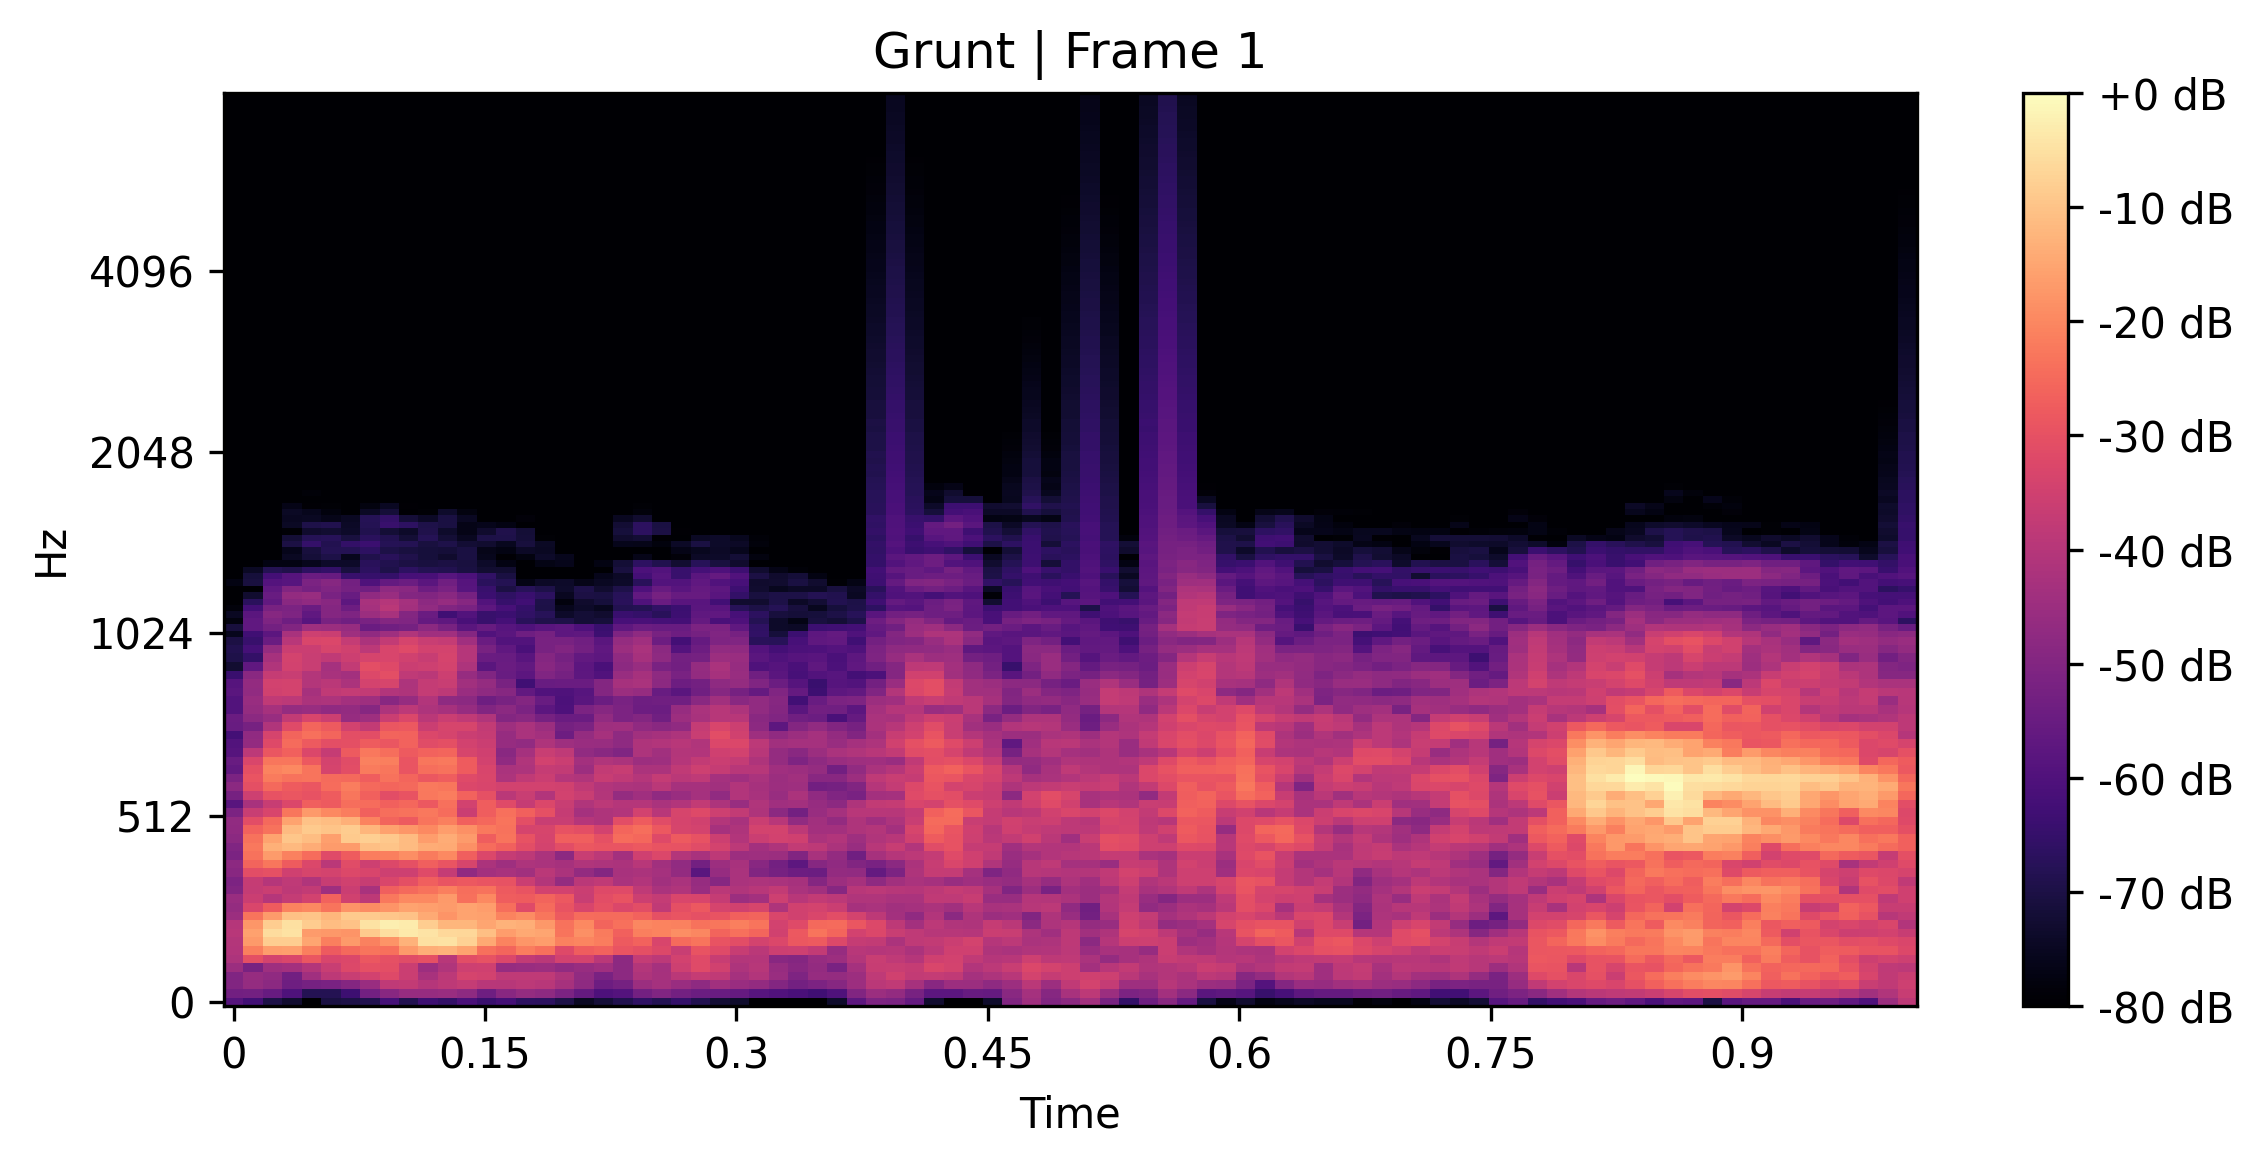 Grunt | Frame 1
Hz
4096
2048
1024
512
0
0 0.15 0.3 0.45 0.6 0.75 0.9
Time
+0 dB
-10 dB
-20 dB
-30 dB
-40 dB
-50 dB
-60 dB
-70 dB
-80 dB